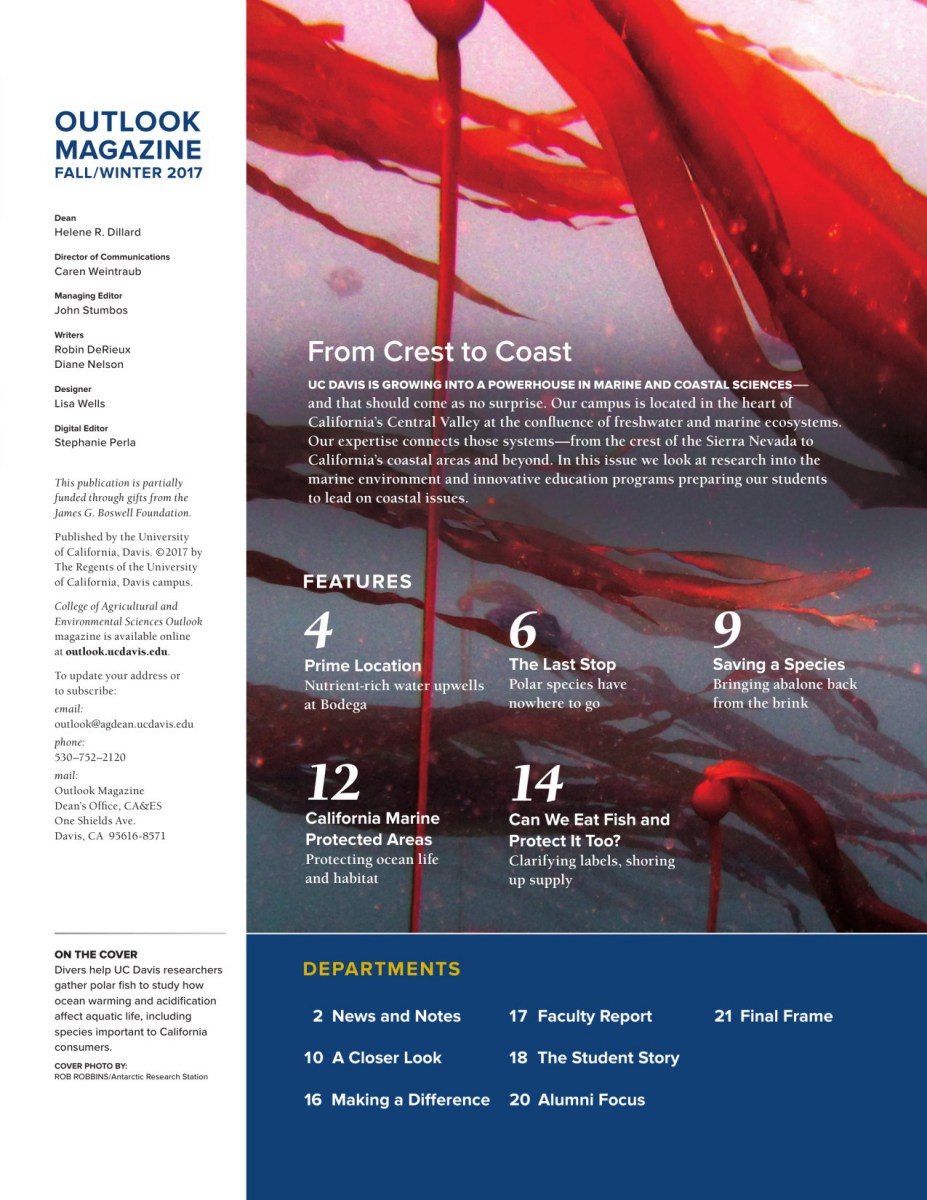 OUTLOOK
MAGAZINE
FALL/WINTER 2017
Dean
Helene R. Dillard
Director of Communications
Caren Weintraub
Managing Editor
John Stumbos
Writers
Robin DeRieux
Diane Nelson
Designer
Lisa Wells
Digital Editor
Stephanie Perla
This publication is partially
funded through gifts from the
James G. Boswell Foundation.
Published by the University
of California, Davis. ©2017 by
The Regents of the University
of California, Davis campus.
College of Agricultural and
Environmental Sciences Outlook
magazine is available online
at outlook.ucdavis.edu.
To update your address or
to subscribe:
email:
outlook@agdean.ucdavis.edu
phone:
530–752–2120
mail:
Outlook Magazine
Dean's Office, CA&ES
One Shields Ave.
Davis, CA 95616-8571
ON THE COVER
Divers help UC Davis researchers
gather polar fish to study how
ocean warming and acidification
affect aquatic life, including
species important to California
consumers.
COVER PHOTO BY:
ROB ROBBINS/Antarctic Research Station
From Crest to Coast
UC DAVIS IS GROWING INTO A POWERHOUSE IN MARINE AND COASTAL SCIENCES—
and that should come as no surprise. Our campus is located in the heart of
California's Central Valley at the confluence of freshwater and marine ecosystems.
Our expertise connects those systems—from the crest of the Sierra Nevada to
California's coastal areas and beyond. In this issue we look at research into the
marine environment and innovative education programs preparing our students
to lead on coastal issues.
FEATURES
4
Prime Location
Nutrient-rich water upwells
at Bodega
6
The Last Stop
Polar species have
nowhere to go
9
Saving a Species
Bringing abalone back
from the brink
12
California Marine
Protected Areas
Protecting ocean life
and habitat
14
Can We Eat Fish and
Protect It Too?
Clarifying labels, shoring
up supply
DEPARTMENTS
2 News and Notes
10 A Closer Look
16 Making a Difference
17 Faculty Report
18 The Student Story
20 Alumni Focus
21 Final Frame